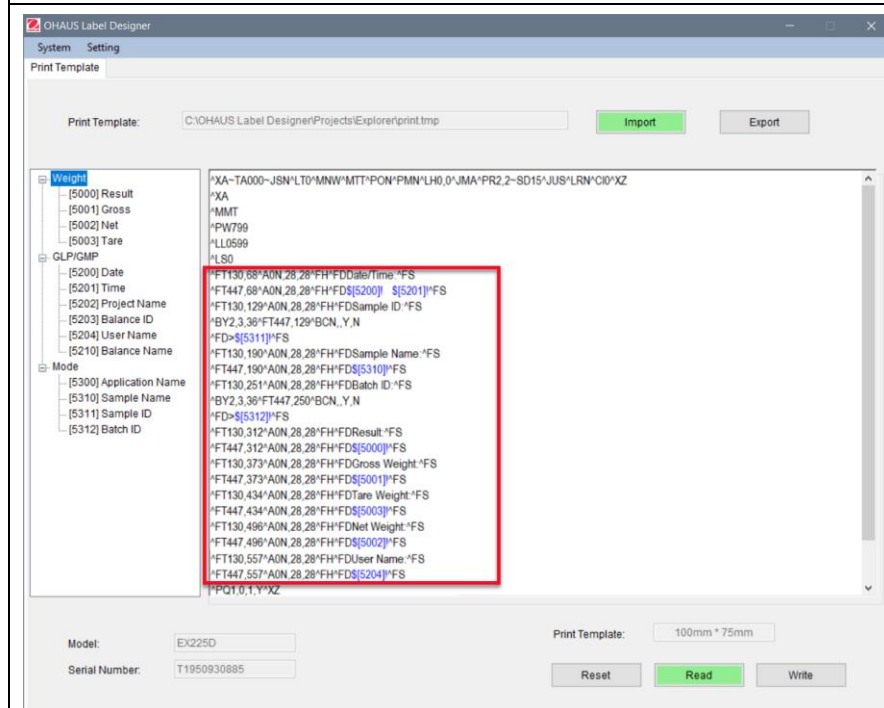 OHAUS Label Designer
System Setting
Print Template
Print Template: C:\OHAUS Label Designer\Projects\Explorer\print.tmp Import Export
Weight
[5000] Result
[5001] Gross
[5002] Net
[5003] Tare
GLP/GMP
[5200] Date
[5201] Time
[5202] Project Name
[5203] Balance ID
[5204] User Name
[5210] Balance Name
Mode
[5300] Application Name
[5310] Sample Name
[5311] Sample ID
[5312] Batch ID
^XA~TA000~JSN^LT0^MNW^MTT^PON^PMN^LH0,0^JMA^PR2,2~SD15^JUS^LRN^CI0^XZ
^XA
^MMT
^PW799
^LL0599
^LS0
^FT130,68^A0N,28,28^FH^FDDate/Time:^FS
^FT447,68^A0N,28,28^FH^FD$[5200]! $[5201]!^FS
^FT130,129^A0N,28,28^FH^FDSample ID:^FS
^BY2,3,36^FT447,129^BCN,,Y,N
^FD>$[5311]!^FS
^FT130,190^A0N,28,28^FH^FDSample Name:^FS
^FT447,190^A0N,28,28^FH^FD$[5310]!^FS
^FT130,251^A0N,28,28^FH^FDBatch ID:^FS
^BY2,3,36^FT447,250^BCN,,Y,N
^FD>$[5312]!^FS
^FT130,312^A0N,28,28^FH^FDResult:^FS
^FT447,312^A0N,28,28^FH^FD$[5000]!^FS
^FT130,373^A0N,28,28^FH^FDGross Weight:^FS
^FT447,373^A0N,28,28^FH^FD$[5001]!^FS
^FT130,434^A0N,28,28^FH^FDTare Weight:^FS
^FT447,434^A0N,28,28^FH^FD$[5003]!^FS
^FT130,496^A0N,28,28^FH^FDNet Weight:^FS
^FT447,496^A0N,28,28^FH^FD$[5002]!^FS
^FT130,557^A0N,28,28^FH^FDUser Name:^FS
^FT447,557^A0N,28,28^FH^FD$[5204]!^FS
^PQ1,0,1,Y^XZ
Model: EX225D
Serial Number: T1950930885
Print Template: 100mm * 75mm
Reset Read Write